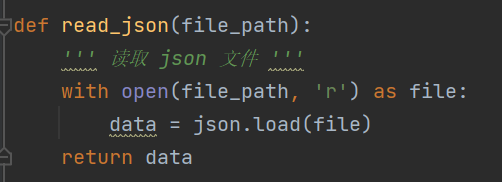 def read_json(file_path):
    ''' 读取 json 文件 '''
    with open(file_path, 'r') as file:
        data = json.load(file)
    return data